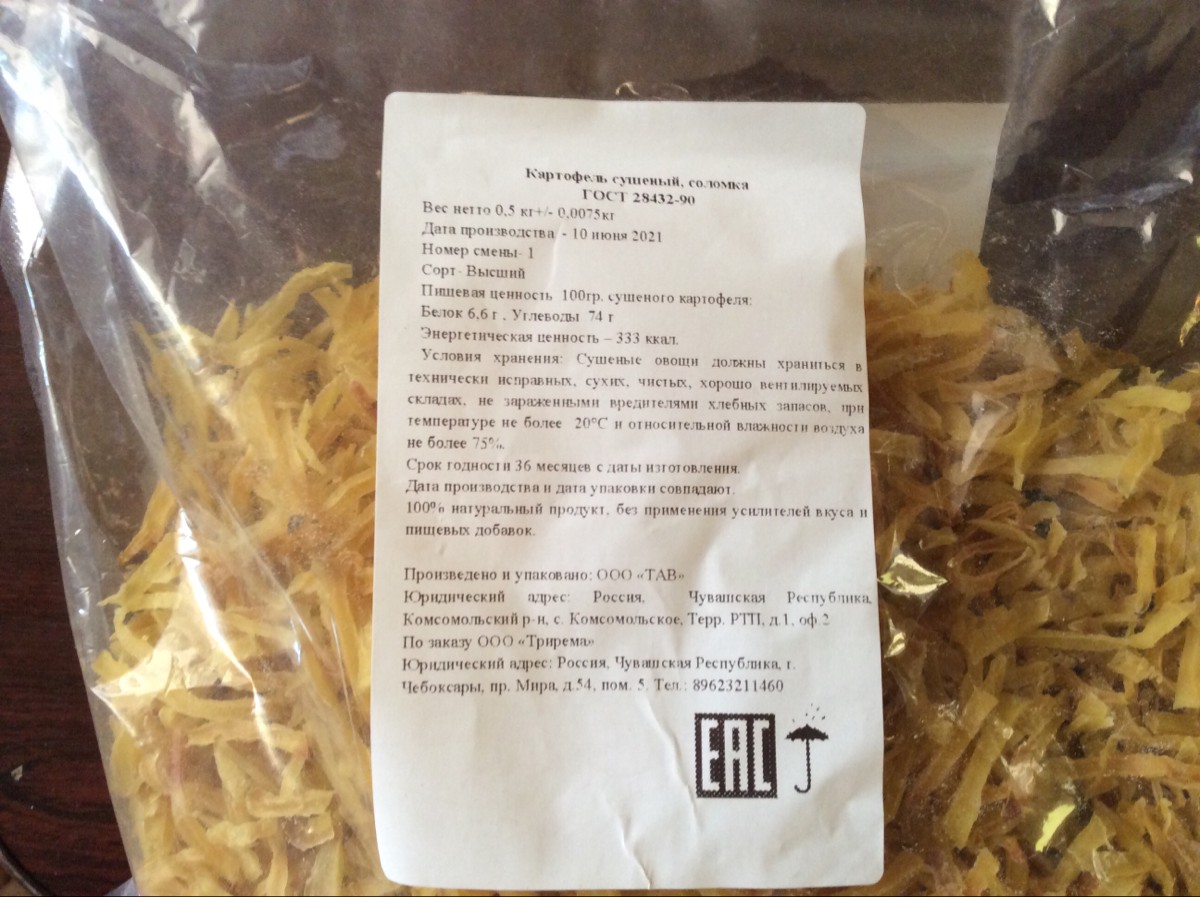 Картофель сушеный, соломка
ГОСТ 28432-90
Вес нетто 0,5 кг+/- 0,0075кг
Дата производства - 10 июня 2021
Номер смены- 1
Сорт- Высший
Пищевая ценность 100гр. сушеного картофеля:
Белок 6,6 г . Углеводы 74 г
Энергетическая ценность – 333 ккал.
Условия хранения: Сушеные овощи должны храниться в
технически исправных, сухих, чистых, хорошо вентилируемых
складах, не зараженными вредителями хлебных запасов, при
температуре не более 20°С и относительной влажности воздуха
не более 75%.
Срок годности 36 месяцев с даты изготовления.
Дата производства и дата упаковки совпадают.
100% натуральный продукт, без применения усилителей вкуса и
пищевых добавок.
Произведено и упаковано: ООО «ТАВ»
Юридический адрес: Россия, Чувашская Республика,
Комсомольский р-н, с. Комсомольское, Терр. РТП, д.1, оф.2
По заказу ООО «Трирема»
Юридический адрес: Россия, Чувашская Республика, г.
Чебоксары, пр. Мира, д.54, пом. 5. Тел.: 89623211460
ЕАС